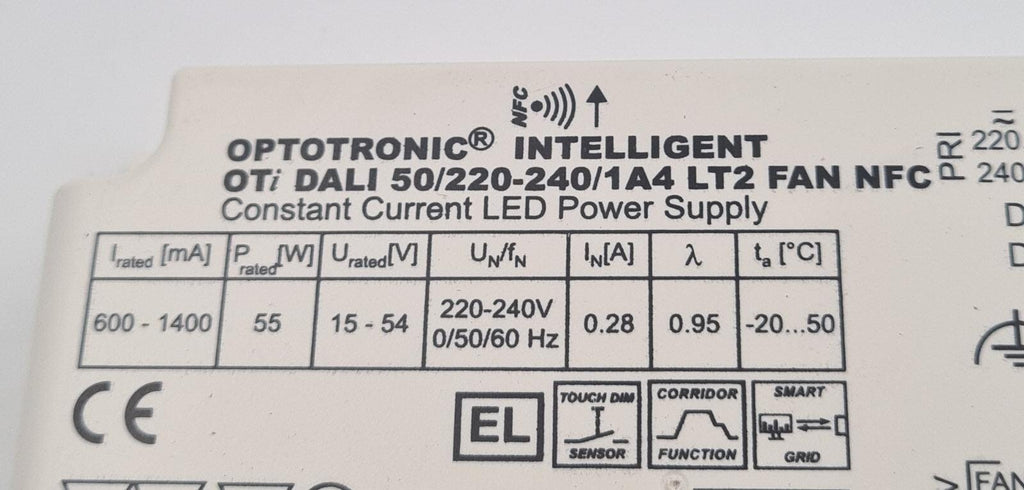 NFC
OPTOTRONIC® INTELLIGENT
OTi DALI 50/220-240/1A4 LT2 FAN NFC
Constant Current LED Power Supply
PRI
220
240
Irated [mA] Prated[W] Urated[V] UN/fN IN[A] λ ta [°C]
600 - 1400 55 15 - 54 220-240V 0/50/60 Hz 0.28 0.95 -20...50
CE
EL
TOUCH DIM
SENSOR
CORRIDOR
FUNCTION
SMART
GRID
FAN